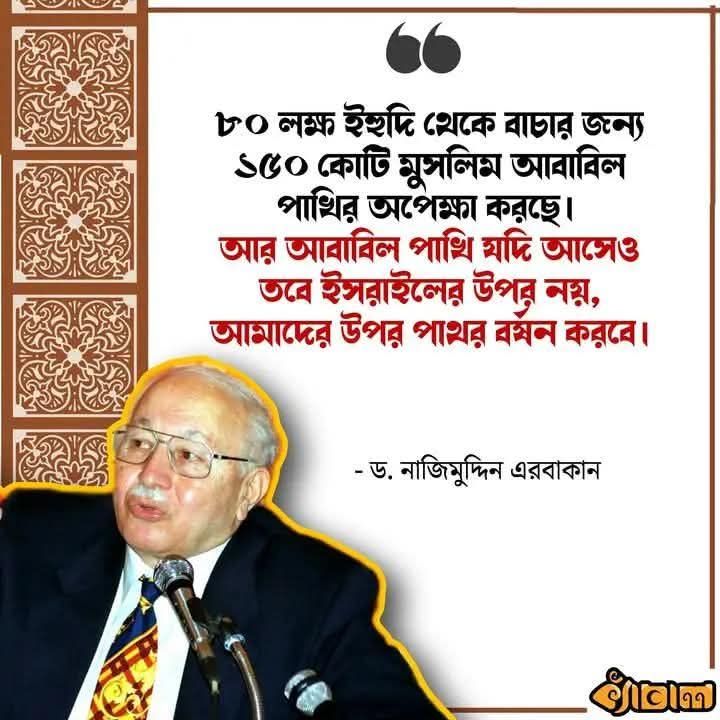 ৮০ লক্ষ ইহুদি থেকে বাচার জন্য
১৫০ কোটি মুসলিম আবাবিল
পাখির অপেক্ষা করছে।
আর আবাবিল পাখি যদি আসেও
তবে ইসরাইলের উপর নয়,
আমাদের উপর পাথর বর্ষন করবে।
- ড. নাজিমুদ্দিন এরবাকান